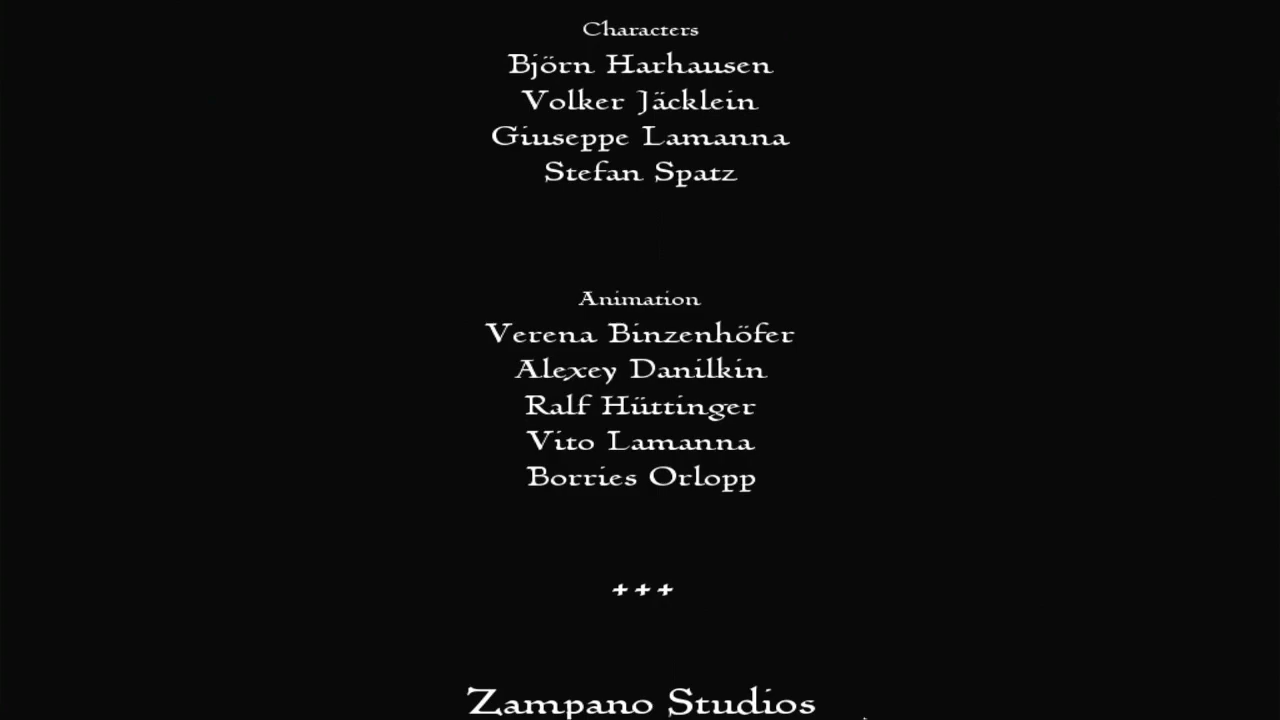 Characters
Björn Harhausen
Volker Jäcklein
Giuseppe Lamanna
Stefan Spatz
Animation
Verena Binzenhöfer
Alexey Danilkin
Ralf Hüttinger
Vito Lamanna
Borries Orlopp
+++
Zampano Studios